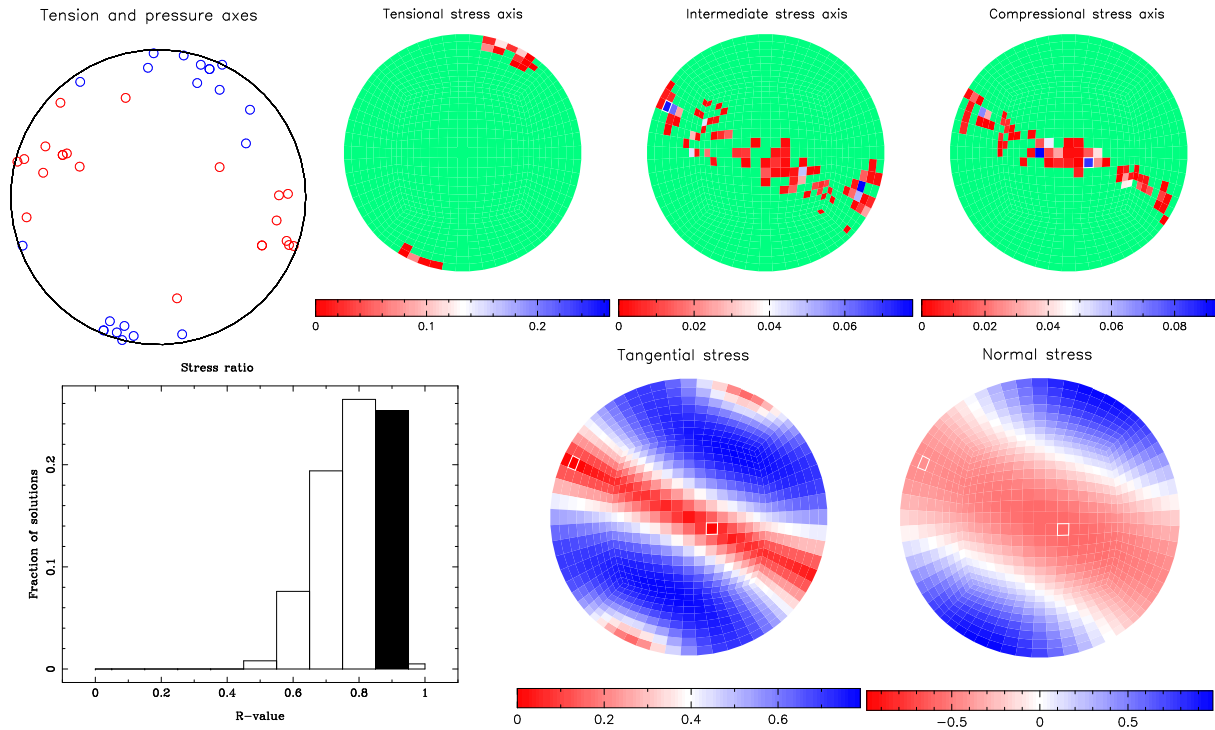 Tension and pressure axes
Tensional stress axis
Intermediate stress axis
Compressional stress axis
0 0.1 0.2
0 0.02 0.04 0.06
0 0.02 0.04 0.06 0.08
Stress ratio
Tangential stress
Normal stress
Fraction of solutions
0.2
0.1
0
0 0.2 0.4 0.6 0.8 1
R-value
0 0.2 0.4 0.6
−0.5 0 0.5